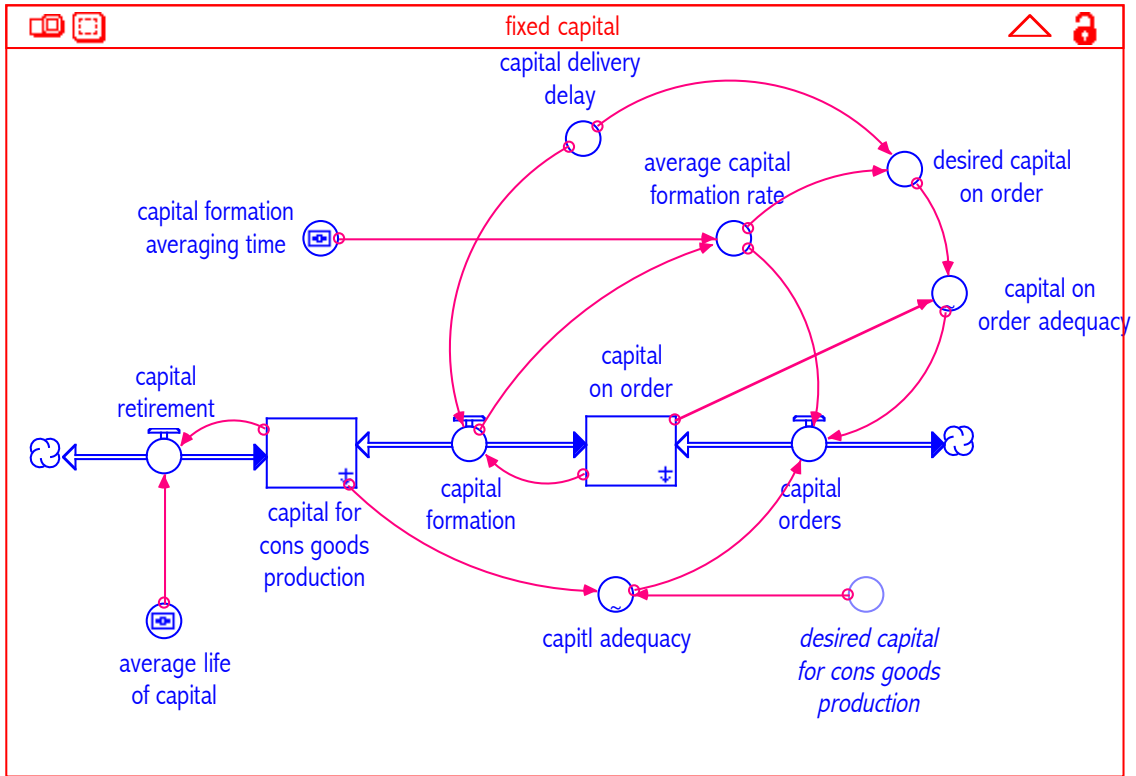 fixed capital
capital delivery
delay
average capital
formation rate
desired capital
on order
capital formation
averaging time
capital on
order adequacy
capital
on order
capital
retirement
capital
formation
capital
orders
capital for
cons goods
production
capitl adequacy
desired capital
for cons goods
production
average life
of capital